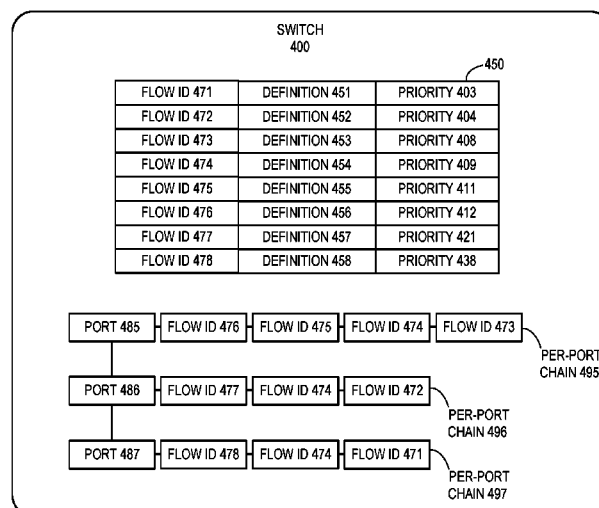 SWITCH
400
450
FLOW ID 471 DEFINITION 451 PRIORITY 403
FLOW ID 472 DEFINITION 452 PRIORITY 404
FLOW ID 473 DEFINITION 453 PRIORITY 408
FLOW ID 474 DEFINITION 454 PRIORITY 409
FLOW ID 475 DEFINITION 455 PRIORITY 411
FLOW ID 476 DEFINITION 456 PRIORITY 412
FLOW ID 477 DEFINITION 457 PRIORITY 421
FLOW ID 478 DEFINITION 458 PRIORITY 438
PORT 485 FLOW ID 476 FLOW ID 475 FLOW ID 474 FLOW ID 473
PER-PORT
CHAIN 495
PORT 486 FLOW ID 477 FLOW ID 474 FLOW ID 472
PER-PORT
CHAIN 496
PORT 487 FLOW ID 478 FLOW ID 474 FLOW ID 471
PER-PORT
CHAIN 497